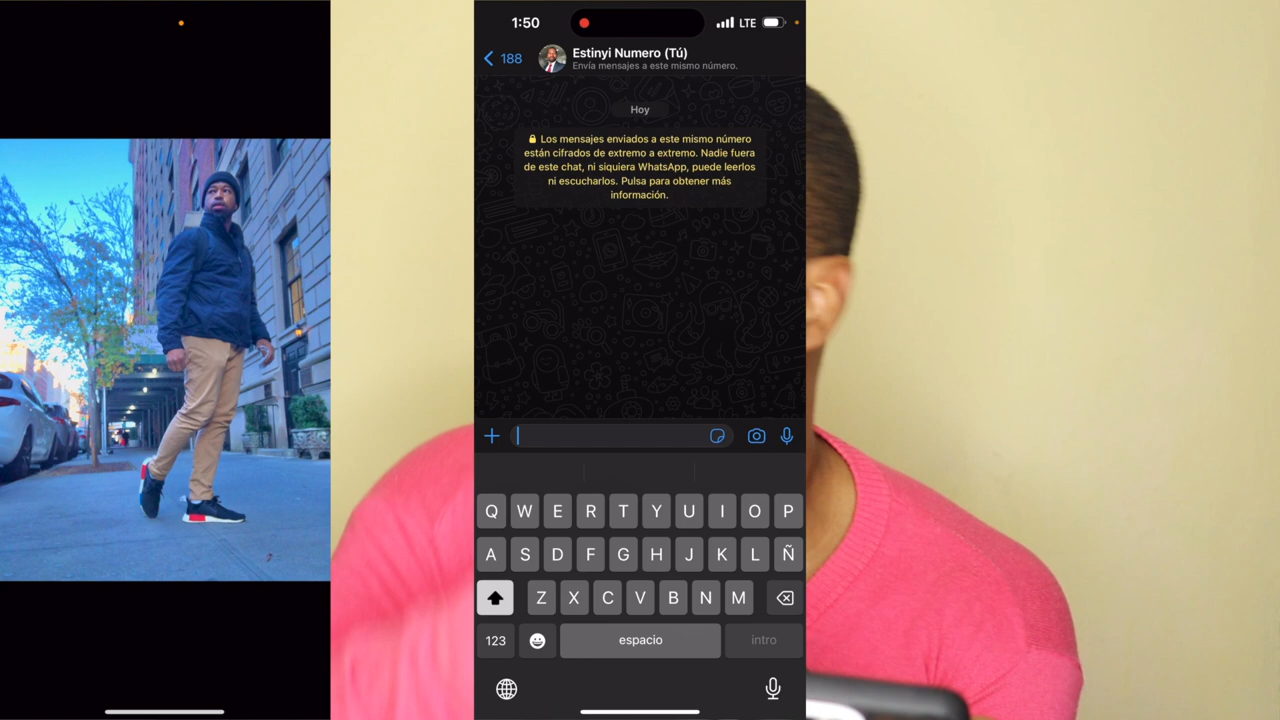 1:50
LTE
188
Estinyi Numero (Tú)
Envía mensajes a este mismo número.
Hoy
Los mensajes enviados a este mismo número
están cifrados de extremo a extremo. Nadie fuera
de este chat, ni siquiera WhatsApp, puede leerlos
ni escucharlos. Pulsa para obtener más
información.
Q W E R T Y U I O P
A S D F G H J K L Ñ
Z X C V B N M
123
espacio
intro